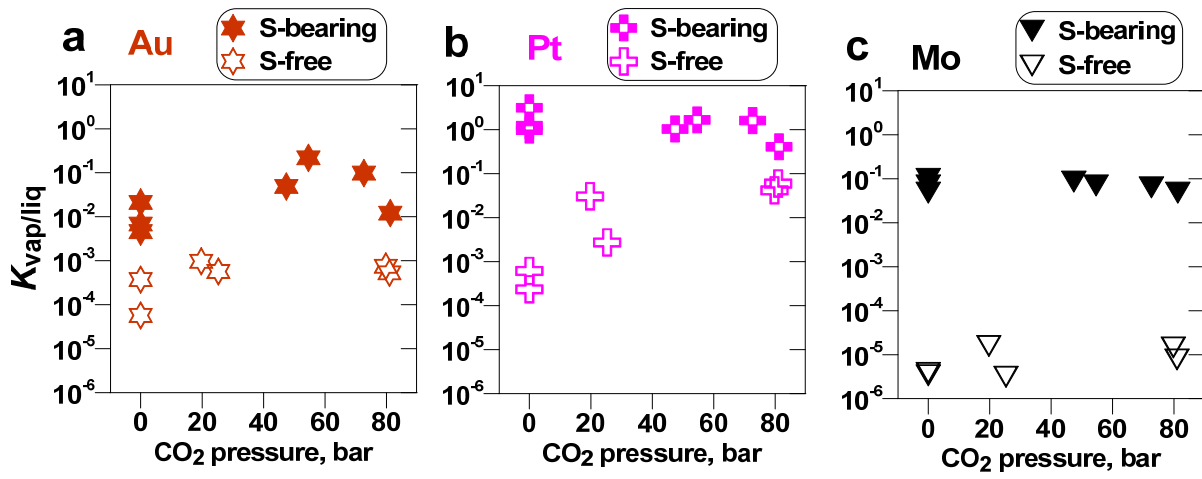 a Au
S-bearing
S-free
K vap/liq
10^1
10^0
10^-1
10^-2
10^-3
10^-4
10^-5
10^-6
0 20 40 60 80
CO2 pressure, bar
b Pt
S-bearing
S-free
10^1
10^0
10^-1
10^-2
10^-3
10^-4
10^-5
10^-6
0 20 40 60 80
CO2 pressure, bar
c Mo
S-bearing
S-free
10^1
10^0
10^-1
10^-2
10^-3
10^-4
10^-5
10^-6
0 20 40 60 80
CO2 pressure, bar